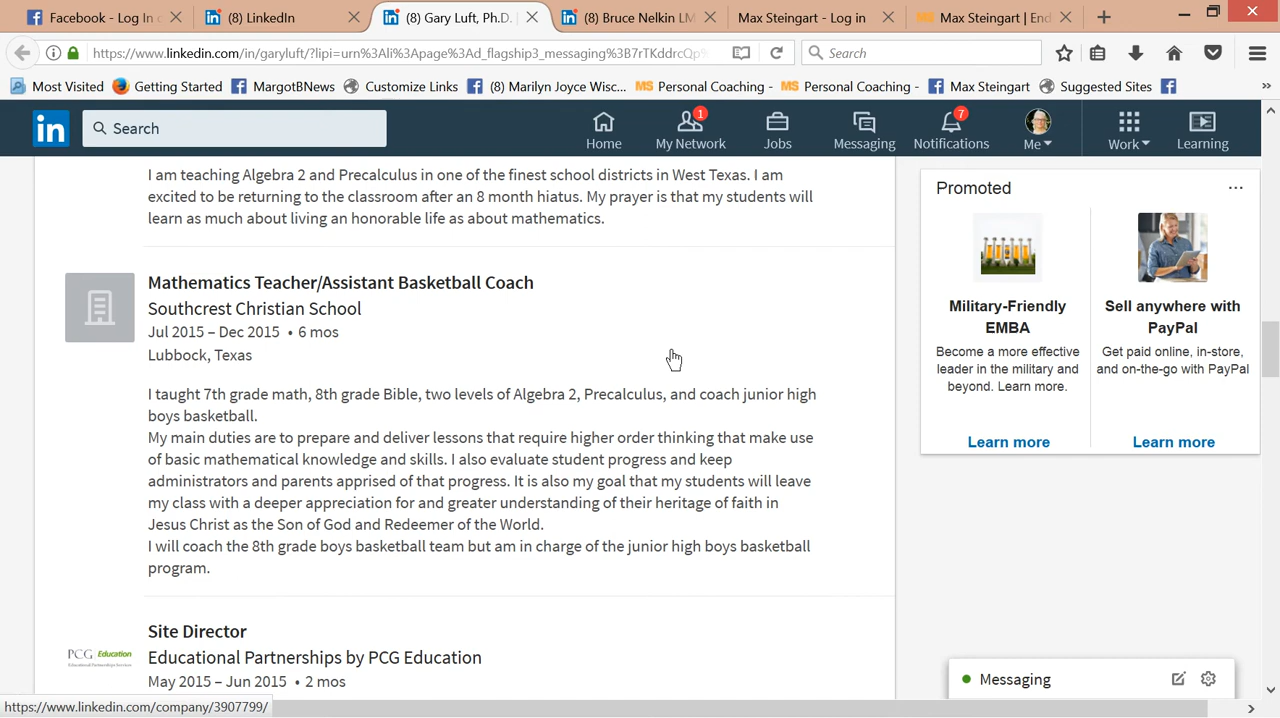 Facebook - Log In o
(8) LinkedIn
(8) Gary Luft, Ph.D.
(8) Bruce Nelkin LM
Max Steingart - Log in
Max Steingart | End
https://www.linkedin.com/in/garyluft/?lipi=urn%3Ali%3Apage%3Ad_flagship3_messaging%3B7rTKddrcQp9
Search
Most Visited
Getting Started
MargotBNews
Customize Links
(8) Marilyn Joyce Wisc...
Personal Coaching -
Personal Coaching -
Max Steingart
Suggested Sites
in
Search
Home
1
My Network
Jobs
Messaging
7
Notifications
Me
Work
Learning
I am teaching Algebra 2 and Precalculus in one of the finest school districts in West Texas. I am
excited to be returning to the classroom after an 8 month hiatus. My prayer is that my students will
learn as much about living an honorable life as about mathematics.
Mathematics Teacher/Assistant Basketball Coach
Southcrest Christian School
Jul 2015 – Dec 2015 • 6 mos
Lubbock, Texas
I taught 7th grade math, 8th grade Bible, two levels of Algebra 2, Precalculus, and coach junior high
boys basketball.
My main duties are to prepare and deliver lessons that require higher order thinking that make use
of basic mathematical knowledge and skills. I also evaluate student progress and keep
administrators and parents apprised of that progress. It is also my goal that my students will leave
my class with a deeper appreciation for and greater understanding of their heritage of faith in
Jesus Christ as the Son of God and Redeemer of the World.
I will coach the 8th grade boys basketball team but am in charge of the junior high boys basketball
program.
PCG Education
Site Director
Educational Partnerships by PCG Education
May 2015 – Jun 2015 • 2 mos
Promoted
Military-Friendly
EMBA
Become a more effective
leader in the military and
beyond. Learn more.
Learn more
Sell anywhere with
PayPal
Get paid online, in-store,
and on-the-go with PayPal
Learn more
Messaging
https://www.linkedin.com/company/3907799/